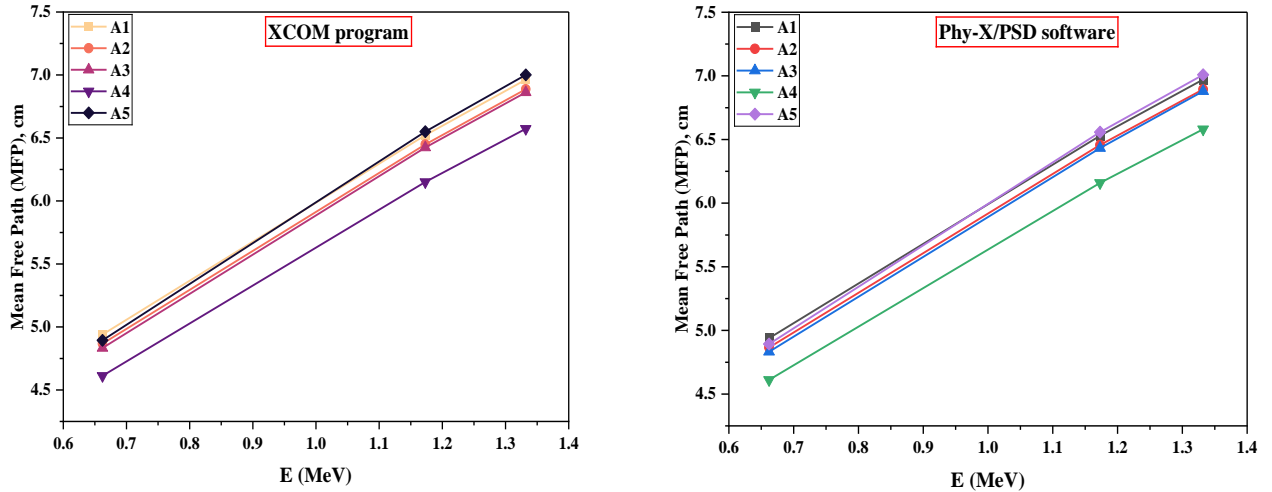 XCOM program
A1
A2
A3
A4
A5
Mean Free Path (MFP), cm
7.5
7.0
6.5
6.0
5.5
5.0
4.5
0.6 0.7 0.8 0.9 1.0 1.1 1.2 1.3 1.4
E (MeV)
Phy-X/PSD software
A1
A2
A3
A4
A5
Mean Free Path (MFP), cm
7.5
7.0
6.5
6.0
5.5
5.0
4.5
0.6 0.7 0.8 0.9 1.0 1.1 1.2 1.3 1.4
E (MeV)